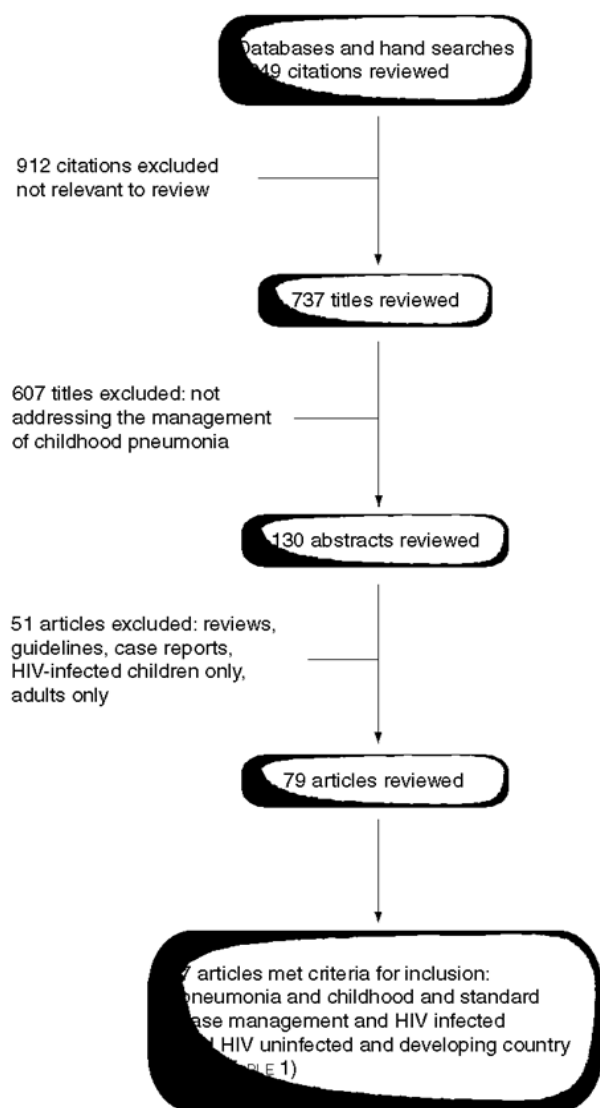 Databases and hand searches
citations reviewed
912 citations excluded
not relevant to review
737 titles reviewed
607 titles excluded: not
addressing the management
of childhood pneumonia
130 abstracts reviewed
51 articles excluded: reviews,
guidelines, case reports,
HIV-infected children only,
adults only
79 articles reviewed
articles met criteria for inclusion:
pneumonia and childhood and standard
case management and HIV infected
HIV uninfected and developing country
1)